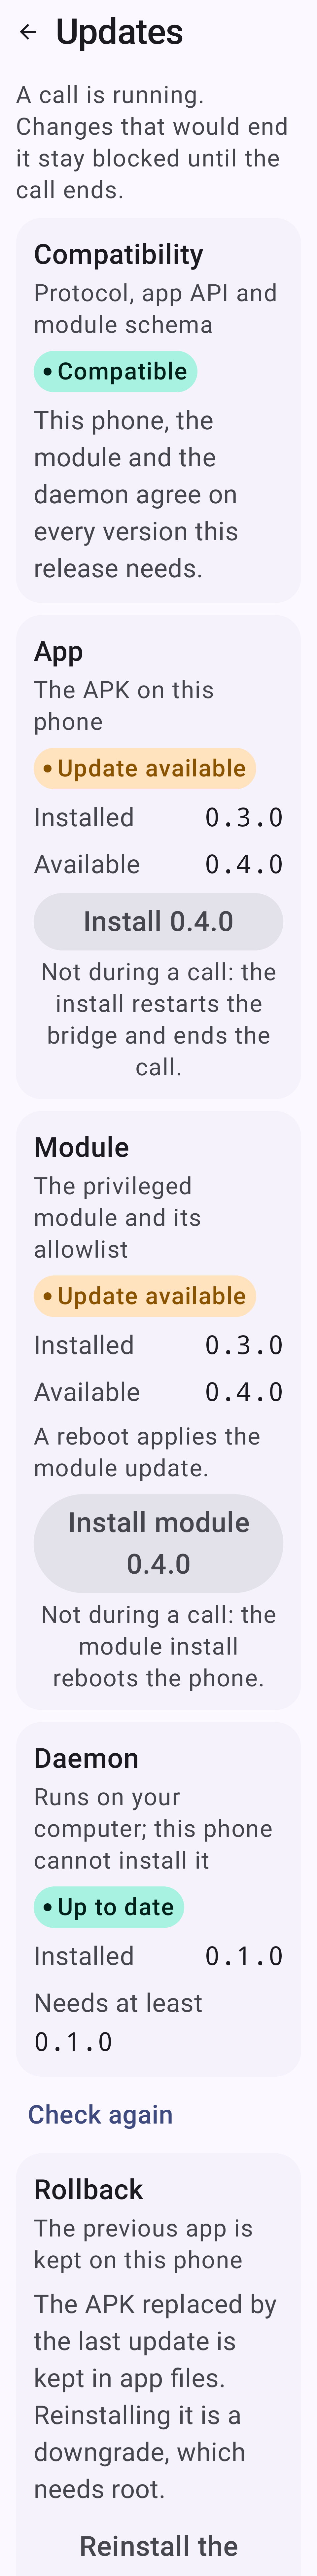 Updates
A call is running.
Changes that would end
it stay blocked until the
call ends.
Compatibility
Protocol, app API and
module schema
Compatible
This phone, the
module and the
daemon agree on
every version this
release needs.
App
The APK on this
phone
Update available
Installed 0.3.0
Available 0.4.0
Install 0.4.0
Not during a call: the
install restarts the
bridge and ends the
call.
Module
The privileged
module and its
allowlist
Update available
Installed 0.3.0
Available 0.4.0
A reboot applies the
module update.
Install module
0.4.0
Not during a call: the
module install
reboots the phone.
Daemon
Runs on your
computer; this phone
cannot install it
Up to date
Installed 0.1.0
Needs at least
0.1.0
Check again
Rollback
The previous app is
kept on this phone
The APK replaced by
the last update is
kept in app files.
Reinstalling it is a
downgrade, which
needs root.
Reinstall the